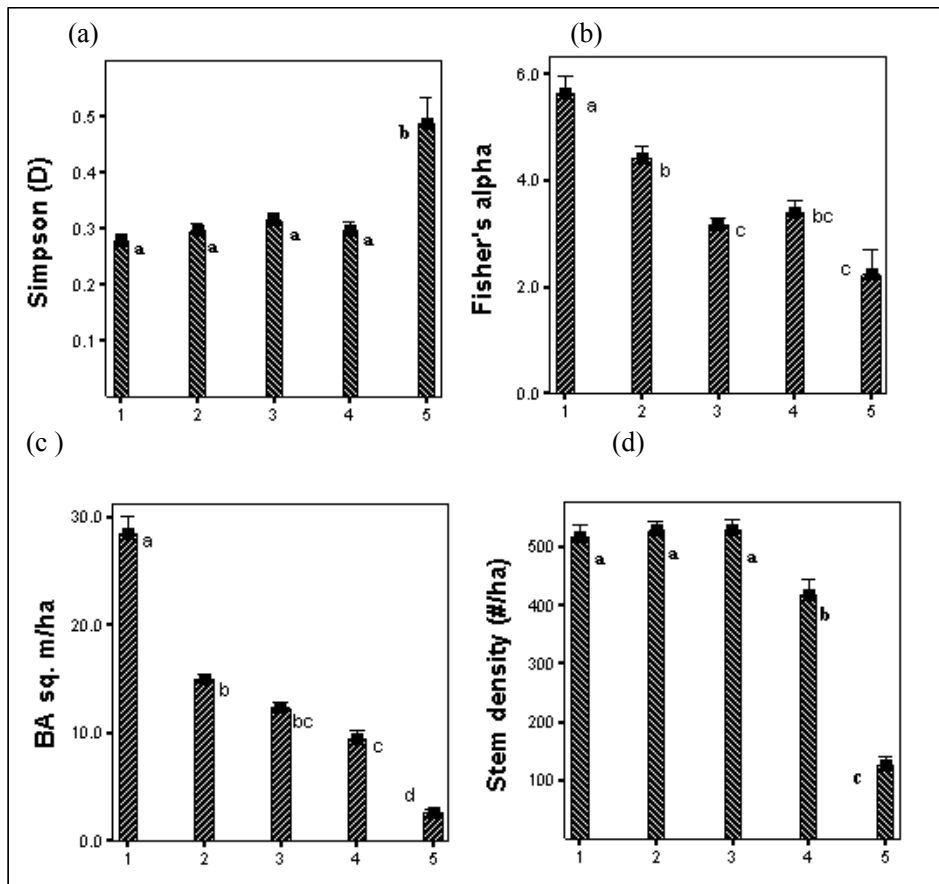 (a)
Simpson (D)
0.5
0.4
0.3
0.2
0.1
a
a
a
a
b
1 2 3 4 5
(b)
Fisher's alpha
6.0
4.0
2.0
0.0
a
b
c
bc
c
1 2 3 4 5
(c )
BA sq. m/ha
30.0
20.0
10.0
0.0
a
b
bc
c
d
1 2 3 4 5
(d)
Stem density (#/ha)
500
400
300
200
100
a
a
a
b
c
1 2 3 4 5